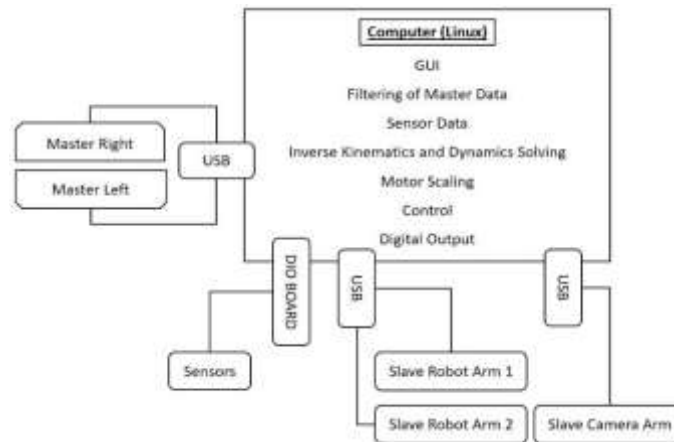 Computer (Linux)
GUI
Filtering of Master Data
Sensor Data
Inverse Kinematics and Dynamics Solving
Motor Scaling
Control
Digital Output
Master Right
Master Left
USB
DIO BOARD
USB
USB
Sensors
Slave Robot Arm 1
Slave Robot Arm 2
Slave Camera Arm